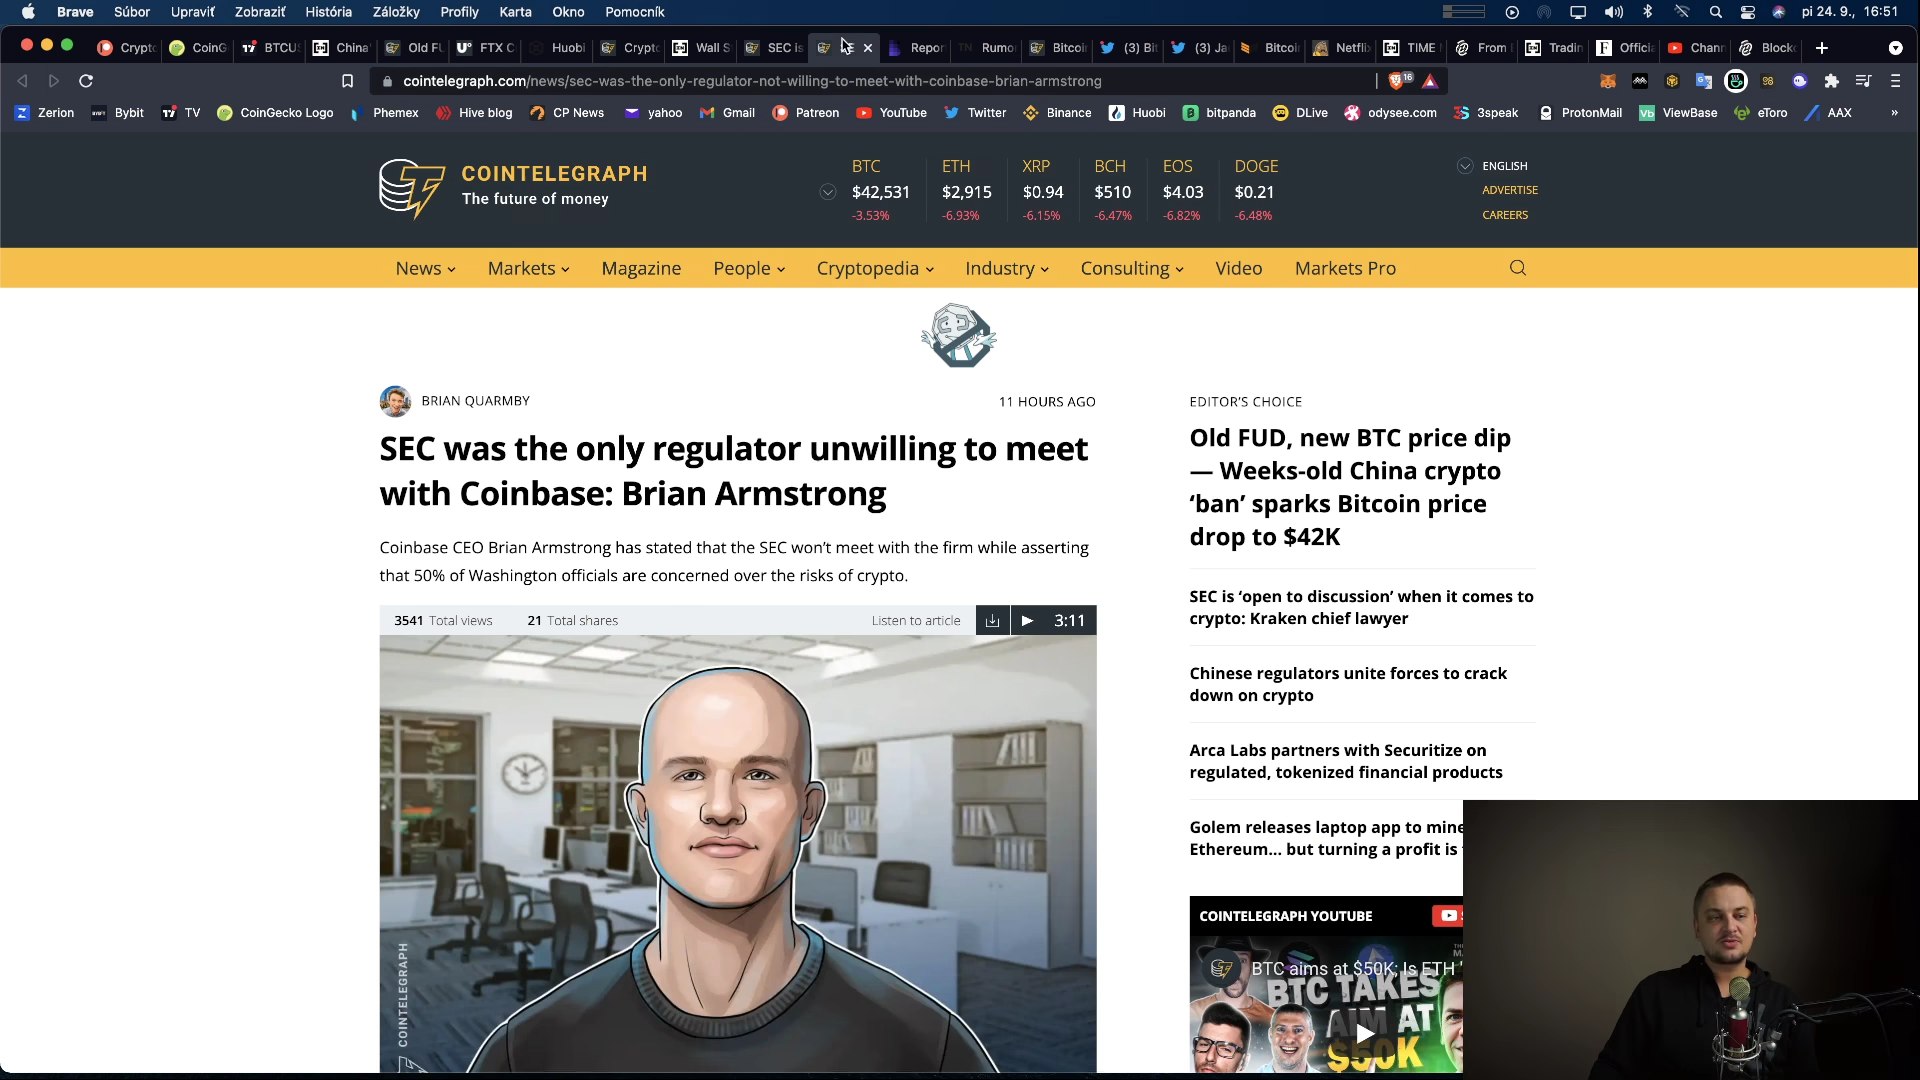 Brave Súbor Upraviť Zobraziť História Záložky Profily Karta Okno Pomocník pi 24. 9., 16:51
Crypto CoinG BTCUS China' Old FU FTX C Huobi Crypto Wall S SEC is Repor Rumo Bitcoin (3) Bit (3) Ja Bitcoin Netfli TIME From Tradin Officia Chann Blocko
cointelegraph.com/news/sec-was-the-only-regulator-not-willing-to-meet-with-coinbase-brian-armstrong 16
Zerion Bybit TV CoinGecko Logo Phemex Hive blog CP News yahoo Gmail Patreon YouTube Twitter Binance Huobi bitpanda DLive odysee.com 3speak ProtonMail ViewBase eToro AAX »
COINTELEGRAPH
The future of money
BTC ETH XRP BCH EOS DOGE
$42,531 $2,915 $0.94 $510 $4.03 $0.21
-3.53% -6.93% -6.15% -6.47% -6.82% -6.48%
ENGLISH
ADVERTISE
CAREERS
News Markets Magazine People Cryptopedia Industry Consulting Video Markets Pro
BRIAN QUARMBY 11 HOURS AGO
SEC was the only regulator unwilling to meet
with Coinbase: Brian Armstrong
Coinbase CEO Brian Armstrong has stated that the SEC won't meet with the firm while asserting
that 50% of Washington officials are concerned over the risks of crypto.
3541 Total views 21 Total shares Listen to article 3:11
COINTELEGRAPH
EDITOR'S CHOICE
Old FUD, new BTC price dip
— Weeks-old China crypto
‘ban’ sparks Bitcoin price
drop to $42K
SEC is ‘open to discussion’ when it comes to
crypto: Kraken chief lawyer
Chinese regulators unite forces to crack
down on crypto
Arca Labs partners with Securitize on
regulated, tokenized financial products
Golem releases laptop app to mine
Ethereum... but turning a profit is
COINTELEGRAPH YOUTUBE
BTC aims at $50K; Is ETH
BTC TAKES
AIM AT
$50K